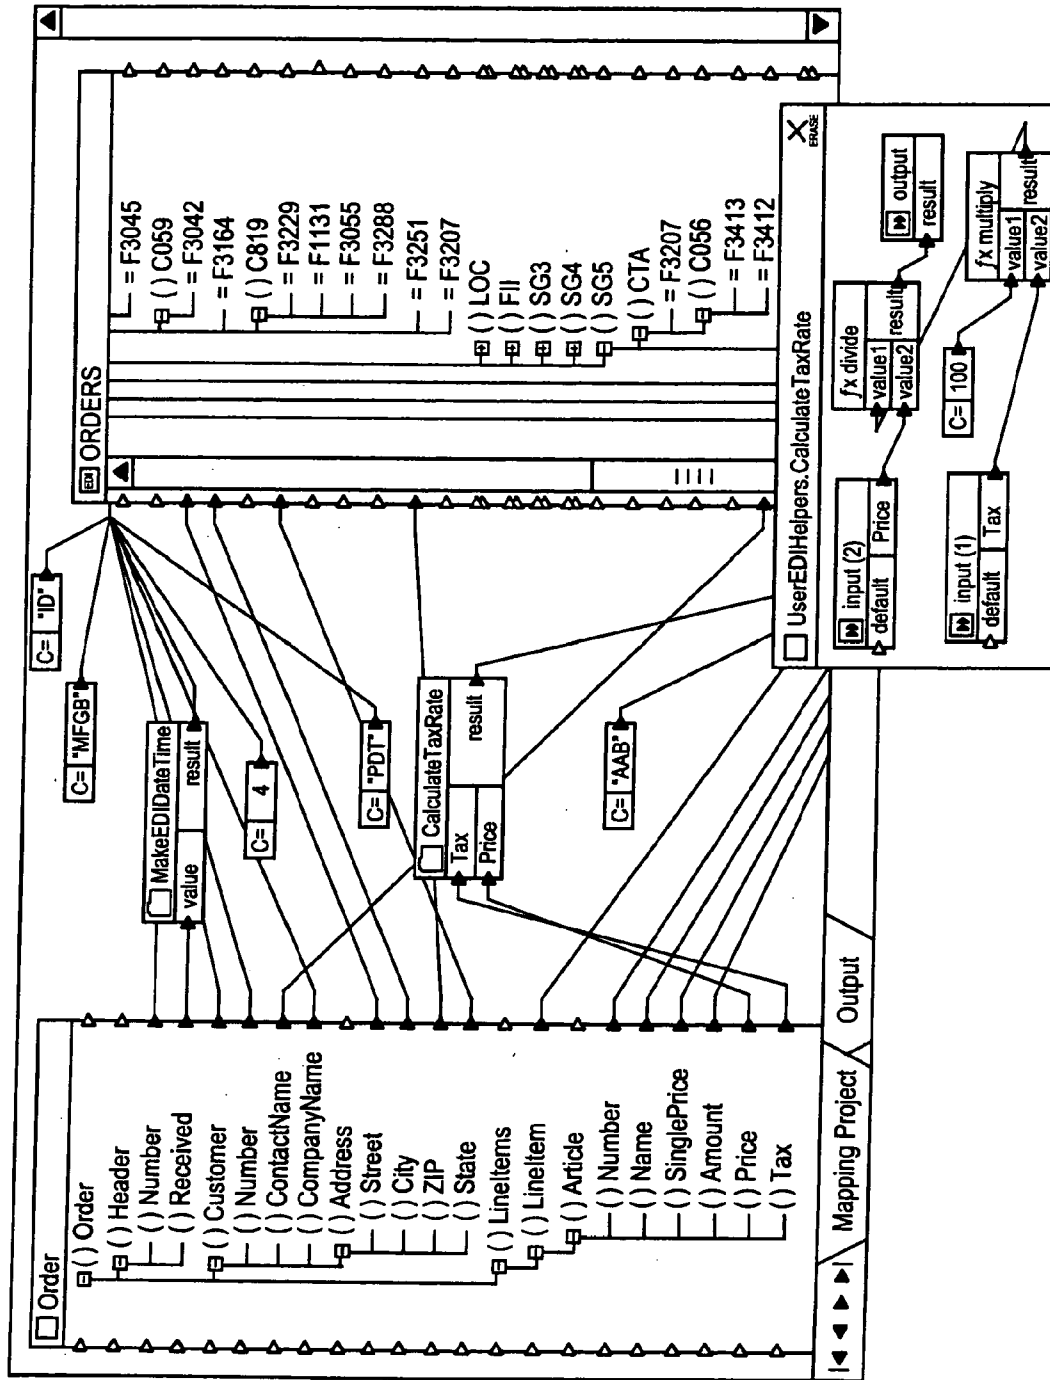 Order
( ) Order
( ) Header
( ) Number
( ) Received
( ) Customer
( ) Number
( ) ContactName
( ) CompanyName
( ) Address
( ) Street
( ) City
( ) ZIP
( ) State
( ) LineItems
( ) LineItem
( ) Article
( ) Number
( ) Name
( ) SinglePrice
( ) Amount
( ) Price
( ) Tax
C= "ID"
C= "MFGB"
MakeEDIDateTime
value result
C= 4
C= "PDT"
CalculateTaxRate
Tax result
Price
C= "AAB"
EDI ORDERS
= F3045
( ) C059
= F3042
= F3164
( ) C819
= F3229
= F1131
= F3055
= F3288
= F3251
= F3207
( ) LOC
( ) FII
( ) SG3
( ) SG4
( ) SG5
( ) CTA
= F3207
( ) C056
= F3413
= F3412
UserEDIHelpers.CalculateTaxRate
ERASE
input (2)
default Price
fx divide
value1 result
value2
output
result
input (1)
default Tax
C= 100
fx multiply
value1 result
value2
Mapping Project
Output